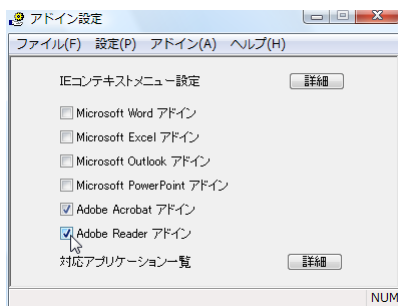 アドイン設定
ファイル(F) 設定(P) アドイン(A) ヘルプ(H)
IEコンテキストメニュー設定 詳細
Microsoft Word アドイン
Microsoft Excel アドイン
Microsoft Outlook アドイン
Microsoft PowerPoint アドイン
Adobe Acrobat アドイン
Adobe Reader アドイン
対応アプリケーション一覧 詳細
NUM